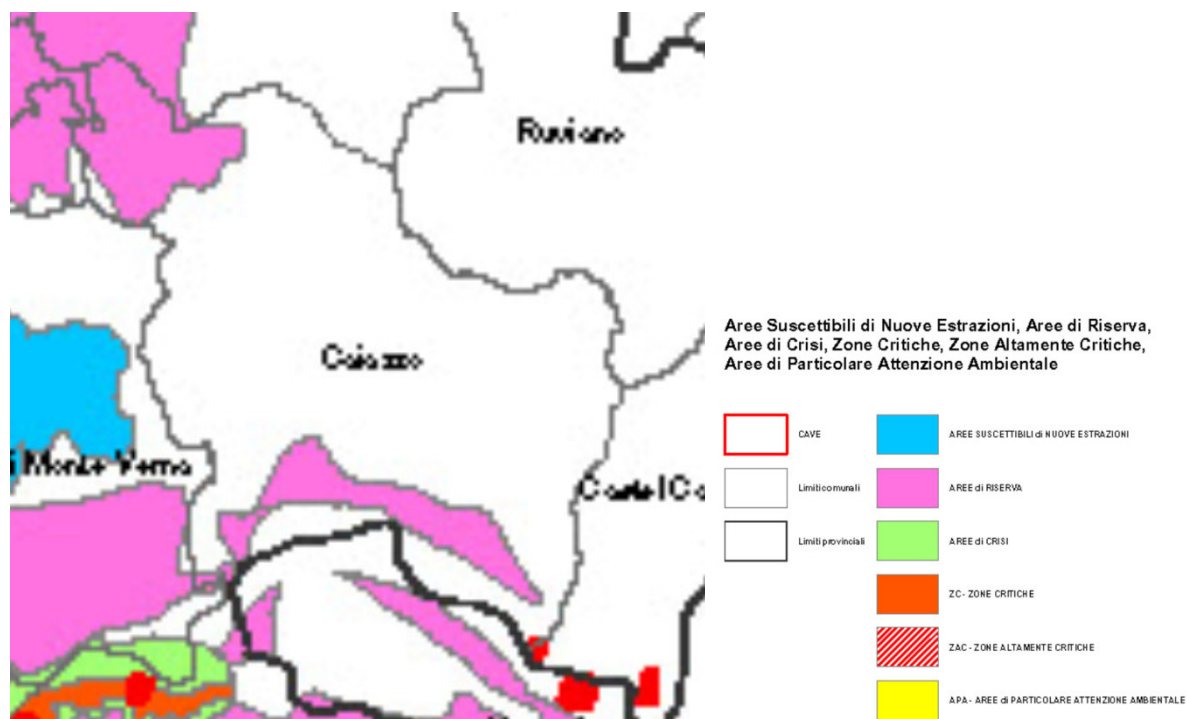 Ruviano
Caiazzo
i Monte Verna
Castel Ca
Aree Suscettibili di Nuove Estrazioni, Aree di Riserva,
Aree di Crisi, Zone Critiche, Zone Altamente Critiche,
Aree di Particolare Attenzione Ambientale
CAVE
AREE SUSCETTIBILI di NUOVE ESTRAZIONI
Limiti comunali
AREE di RISERVA
Limiti provinciali
AREE di CRISI
ZC - ZONE CRITICHE
ZAC - ZONE ALTAMENTE CRITICHE
APA - AREE di PARTICOLARE ATTENZIONE AMBIENTALE